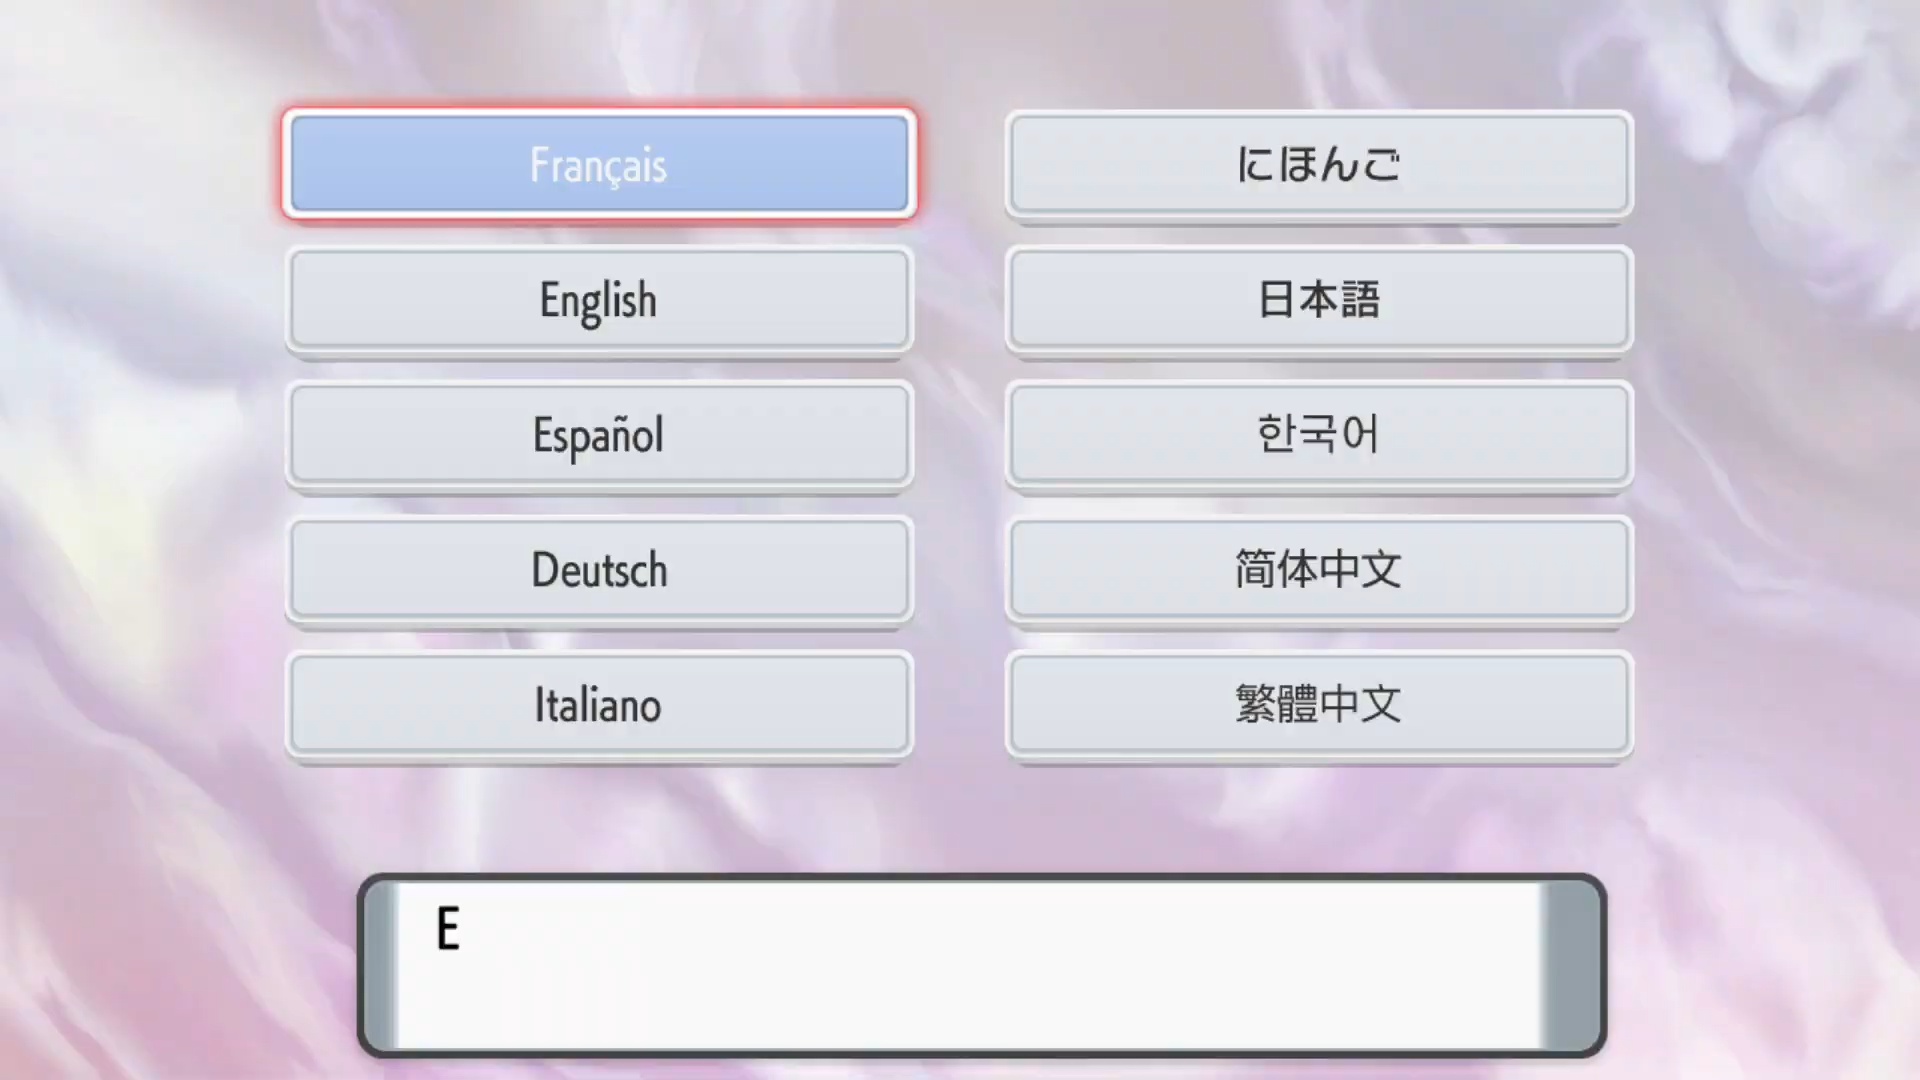 Français
English
Español
Deutsch
Italiano
にほんご
日本語
한국어
简体中文
繁體中文
E